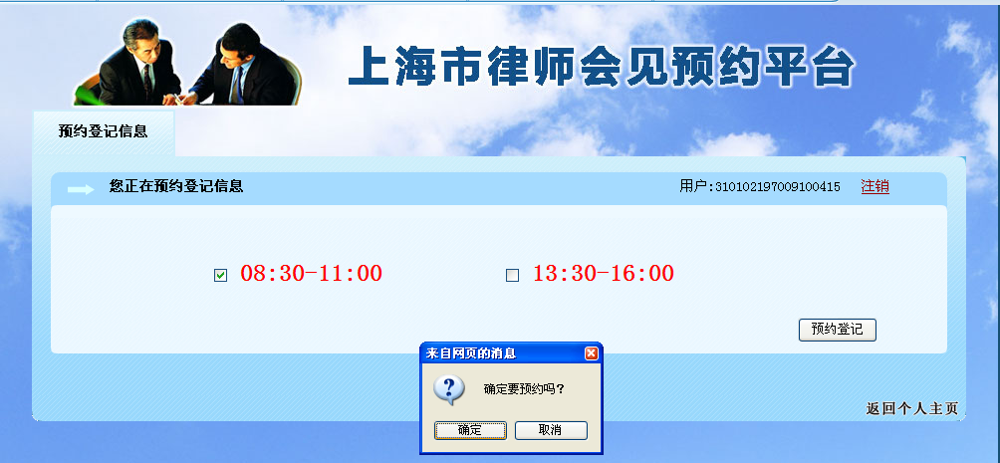 上海市律师会见预约平台
预约登记信息
您正在预约登记信息
用户:310102197009100415 注销
08:30-11:00 13:30-16:00
预约登记
来自网页的消息
确定要预约吗?
确定 取消
返回个人主页